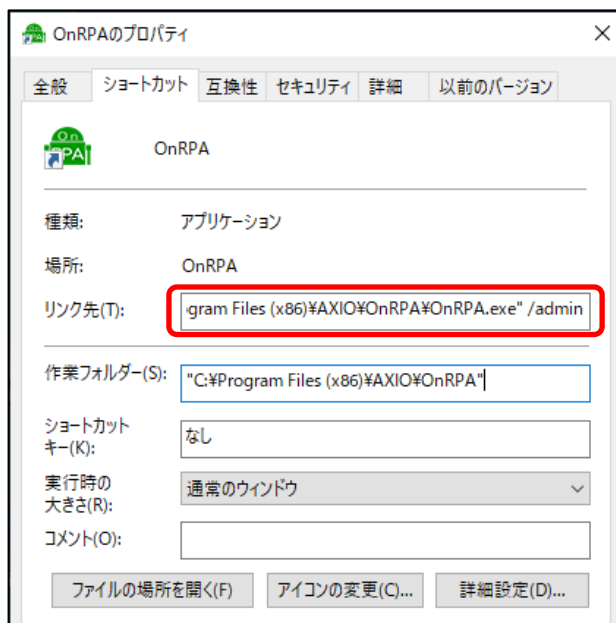 OnRPAのプロパティ
全般 ショートカット 互換性 セキュリティ 詳細 以前のバージョン
On
RPA
OnRPA
種類: アプリケーション
場所: OnRPA
リンク先(T): gram Files (x86)¥AXIO¥OnRPA¥OnRPA.exe" /admin
作業フォルダー(S): "C:¥Program Files (x86)¥AXIO¥OnRPA"
ショートカット
キー(K): なし
実行時の
大きさ(R): 通常のウィンドウ
コメント(O):
ファイルの場所を開く(F) アイコンの変更(C)... 詳細設定(D)...